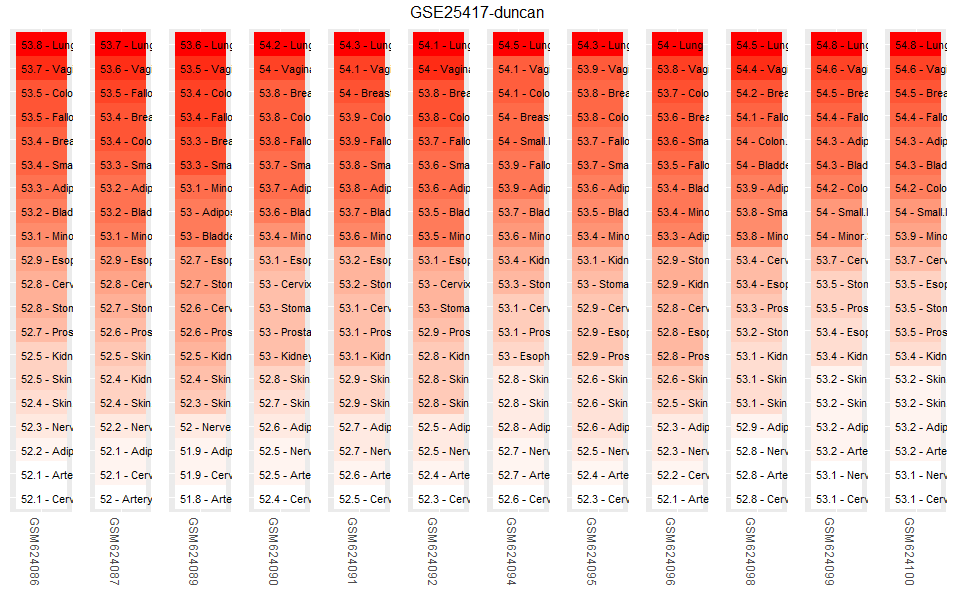 GSE25417-duncan
53.8 - Lung 53.7 - Lung 53.6 - Lung 54.2 - Lung 54.3 - Lung 54.1 - Lung 54.5 - Lung 54.3 - Lung 54 - Lung 54.5 - Lung 54.8 - Lung 54.8 - Lung
53.7 - Vag 53.6 - Vag 53.5 - Vag 54 - Vagina 54.1 - Vag 54 - Vagina 54.1 - Vag 53.9 - Vag 53.8 - Vag 54.4 - Vag 54.6 - Vag 54.6 - Vag
53.5 - Colo 53.5 - Fallo 53.4 - Colo 53.8 - Brea 54 - Breast 53.8 - Brea 54.1 - Colo 53.8 - Brea 53.7 - Colo 54.2 - Brea 54.5 - Brea 54.5 - Brea
53.5 - Fallo 53.4 - Brea 53.4 - Fallo 53.8 - Colo 53.9 - Colo 53.8 - Colo 54 - Breast 53.8 - Colo 53.6 - Brea 54.1 - Fallo 54.4 - Fallo 54.4 - Fallo
53.4 - Brea 53.4 - Colo 53.3 - Brea 53.8 - Fallo 53.9 - Fallo 53.7 - Fallo 54 - Small.I 53.7 - Fallo 53.6 - Sma 54 - Colon. 54.3 - Adip 54.3 - Adip
53.4 - Sma 53.3 - Sma 53.3 - Sma 53.7 - Sma 53.8 - Sma 53.6 - Sma 53.9 - Fallo 53.7 - Sma 53.5 - Fallo 54 - Bladde 54.3 - Blad 54.3 - Blad
53.3 - Adip 53.2 - Adip 53.1 - Mino 53.7 - Adip 53.8 - Adip 53.6 - Adip 53.9 - Adip 53.6 - Adip 53.4 - Blad 53.9 - Adip 54.2 - Colo 54.2 - Colo
53.2 - Blad 53.2 - Blad 53 - Adipos 53.6 - Blad 53.7 - Blad 53.5 - Blad 53.7 - Blad 53.5 - Blad 53.4 - Mino 53.8 - Sma 54 - Small.I 54 - Small.I
53.1 - Mino 53.1 - Mino 53 - Bladde 53.4 - Mino 53.6 - Mino 53.5 - Mino 53.6 - Mino 53.4 - Mino 53.3 - Adip 53.8 - Mino 54 - Minor. 53.9 - Mino
52.9 - Esop 52.9 - Esop 52.7 - Esop 53.1 - Esop 53.2 - Esop 53.1 - Esop 53.4 - Kidn 53.1 - Kidn 52.9 - Ston 53.4 - Cerv 53.7 - Cerv 53.7 - Cerv
52.8 - Cerv 52.8 - Cerv 52.7 - Ston 53 - Cervix 53.2 - Ston 53 - Cervix 53.3 - Ston 53 - Stoma 52.9 - Kidn 53.4 - Esop 53.5 - Ston 53.5 - Esop
52.8 - Ston 52.7 - Ston 52.6 - Cerv 53 - Stoma 53.1 - Cerv 53 - Stoma 53.1 - Cerv 52.9 - Cerv 52.8 - Cerv 53.3 - Pros 53.5 - Pros 53.5 - Ston
52.7 - Pros 52.6 - Pros 52.6 - Pros 53 - Prosta 53.1 - Pros 52.9 - Pros 53.1 - Pros 52.9 - Esop 52.8 - Esop 53.2 - Ston 53.4 - Esop 53.5 - Pros
52.5 - Kidn 52.5 - Skin 52.5 - Kidn 53 - Kidney 53.1 - Kidn 52.8 - Kidn 53 - Esoph 52.9 - Pros 52.8 - Pros 53.1 - Kidn 53.4 - Kidn 53.4 - Kidn
52.5 - Skin 52.4 - Kidn 52.4 - Skin 52.8 - Skin 52.9 - Skin 52.8 - Skin 52.8 - Skin 52.6 - Skin 52.6 - Skin 53.1 - Skin 53.2 - Skin 53.2 - Skin
52.4 - Skin 52.4 - Skin 52.3 - Skin 52.7 - Skin 52.9 - Skin 52.8 - Skin 52.8 - Skin 52.6 - Skin 52.5 - Skin 53.1 - Skin 53.2 - Skin 53.2 - Skin
52.3 - Nerv 52.2 - Nerv 52 - Nerve 52.6 - Adip 52.7 - Adip 52.5 - Adip 52.8 - Adip 52.6 - Adip 52.3 - Adip 52.9 - Adip 53.2 - Adip 53.2 - Adip
52.2 - Adip 52.1 - Adip 51.9 - Adip 52.5 - Nerv 52.7 - Nerv 52.5 - Nerv 52.7 - Nerv 52.5 - Nerv 52.3 - Nerv 52.8 - Nerv 53.2 - Arte 53.2 - Arte
52.1 - Arte 52.1 - Cerv 51.9 - Cerv 52.5 - Arte 52.6 - Arte 52.4 - Arte 52.7 - Arte 52.4 - Arte 52.2 - Cerv 52.8 - Arte 53.1 - Nerv 53.1 - Nerv
52.1 - Cerv 52 - Artery 51.8 - Arte 52.4 - Cerv 52.5 - Cerv 52.3 - Cerv 52.6 - Cerv 52.3 - Cerv 52.1 - Arte 52.8 - Cerv 53.1 - Cerv 53.1 - Cerv
GSM624086 GSM624087 GSM624089 GSM624090 GSM624091 GSM624092 GSM624094 GSM624095 GSM624096 GSM624098 GSM624099 GSM624100